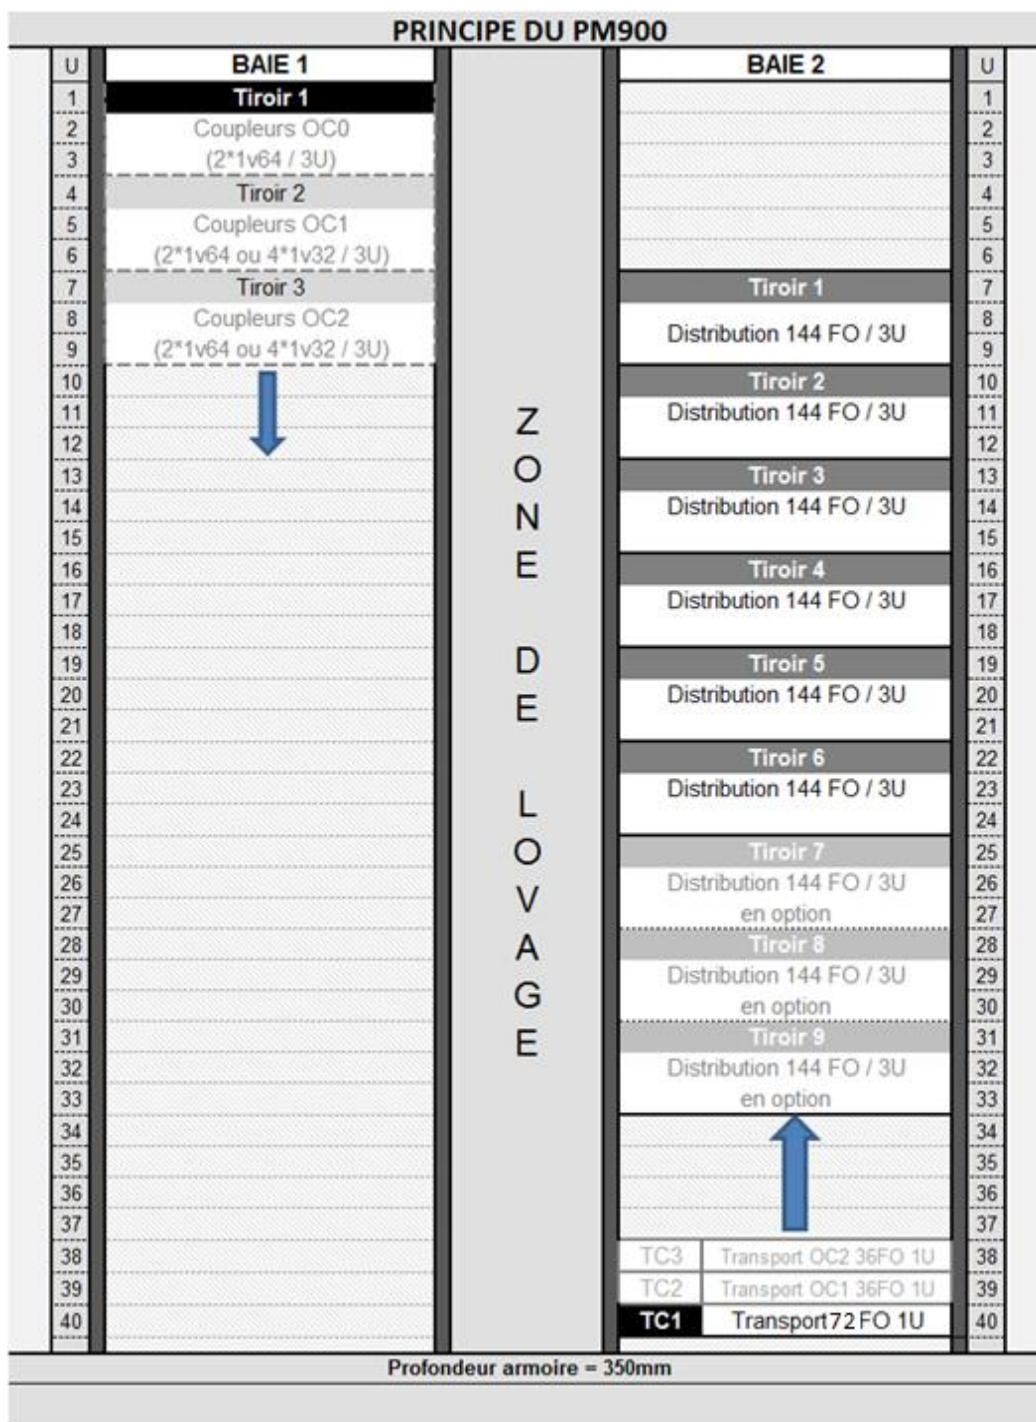 PRINCIPE DU PM900
U BAIE 1 BAIE 2 U
1 Tiroir 1 1
2 Coupleurs OC0 2
3 (2*1v64 / 3U) 3
4 Tiroir 2 4
5 Coupleurs OC1 5
6 (2*1v64 ou 4*1v32 / 3U) 6
7 Tiroir 3 Tiroir 1 7
8 Coupleurs OC2 8
Distribution 144 FO / 3U
9 (2*1v64 ou 4*1v32 / 3U) 9
10 Tiroir 2 10
11 Distribution 144 FO / 3U 11
12 12
13 Tiroir 3 13
14 Distribution 144 FO / 3U 14
15 15
16 Tiroir 4 16
17 Distribution 144 FO / 3U 17
18 18
19 Tiroir 5 19
20 Distribution 144 FO / 3U 20
21 21
22 Tiroir 6 22
23 Distribution 144 FO / 3U 23
24 24
25 Tiroir 7 25
26 Distribution 144 FO / 3U 26
27 en option 27
28 Tiroir 8 28
29 Distribution 144 FO / 3U 29
30 en option 30
31 Tiroir 9 31
32 Distribution 144 FO / 3U 32
33 en option 33
34 34
35 35
36 36
37 37
38 TC3 Transport OC2 36FO 1U 38
39 TC2 Transport OC1 36FO 1U 39
40 TC1 Transport 72 FO 1U 40
ZONE DE LOVAGE
Profondeur armoire = 350mm